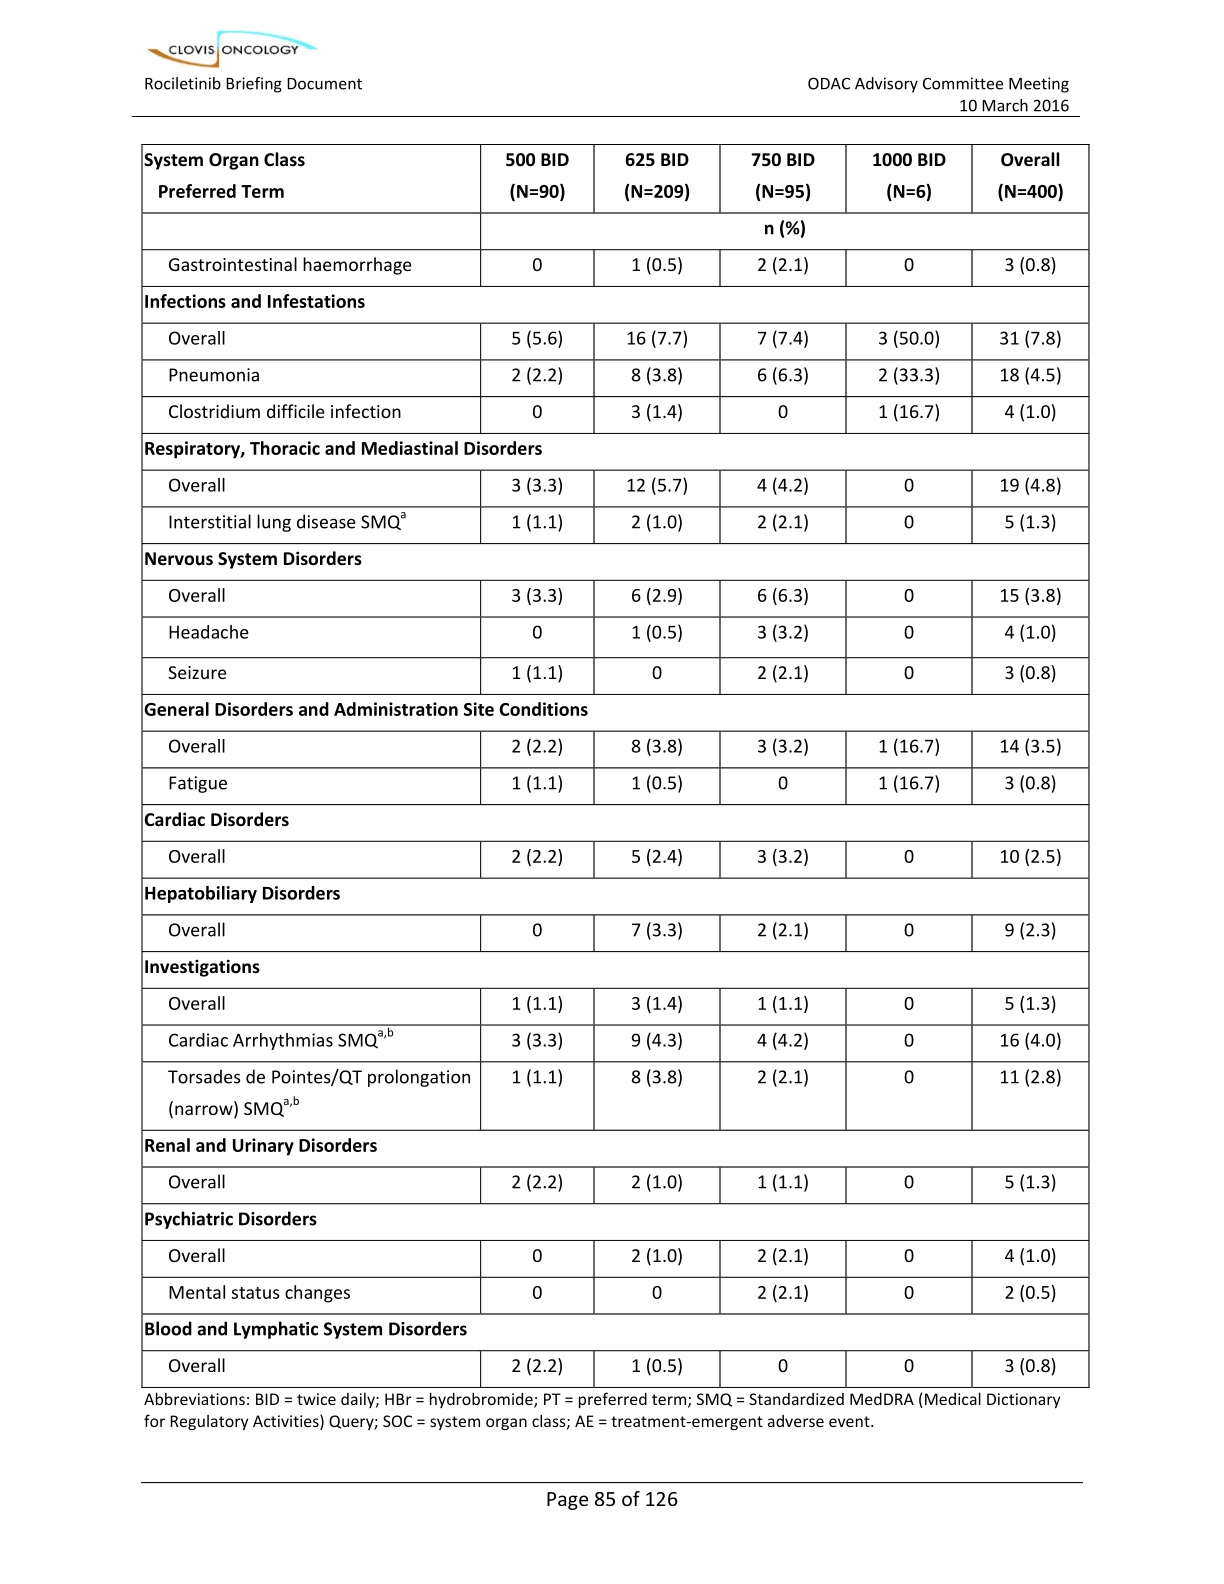 CLOVIS ONCOLOGY
Rociletinib Briefing Document ODAC Advisory Committee Meeting
10 March 2016
System Organ Class 500 BID 625 BID 750 BID 1000 BID Overall
Preferred Term (N=90) (N=209) (N=95) (N=6) (N=400)
n (%)
Gastrointestinal haemorrhage 0 1 (0.5) 2 (2.1) 0 3 (0.8)
Infections and Infestations
Overall 5 (5.6) 16 (7.7) 7 (7.4) 3 (50.0) 31 (7.8)
Pneumonia 2 (2.2) 8 (3.8) 6 (6.3) 2 (33.3) 18 (4.5)
Clostridium difficile infection 0 3 (1.4) 0 1 (16.7) 4 (1.0)
Respiratory, Thoracic and Mediastinal Disorders
Overall 3 (3.3) 12 (5.7) 4 (4.2) 0 19 (4.8)
Interstitial lung disease SMQa 1 (1.1) 2 (1.0) 2 (2.1) 0 5 (1.3)
Nervous System Disorders
Overall 3 (3.3) 6 (2.9) 6 (6.3) 0 15 (3.8)
Headache 0 1 (0.5) 3 (3.2) 0 4 (1.0)
Seizure 1 (1.1) 0 2 (2.1) 0 3 (0.8)
General Disorders and Administration Site Conditions
Overall 2 (2.2) 8 (3.8) 3 (3.2) 1 (16.7) 14 (3.5)
Fatigue 1 (1.1) 1 (0.5) 0 1 (16.7) 3 (0.8)
Cardiac Disorders
Overall 2 (2.2) 5 (2.4) 3 (3.2) 0 10 (2.5)
Hepatobiliary Disorders
Overall 0 7 (3.3) 2 (2.1) 0 9 (2.3)
Investigations
Overall 1 (1.1) 3 (1.4) 1 (1.1) 0 5 (1.3)
Cardiac Arrhythmias SMQa,b 3 (3.3) 9 (4.3) 4 (4.2) 0 16 (4.0)
Torsades de Pointes/QT prolongation 1 (1.1) 8 (3.8) 2 (2.1) 0 11 (2.8)
(narrow) SMQa,b
Renal and Urinary Disorders
Overall 2 (2.2) 2 (1.0) 1 (1.1) 0 5 (1.3)
Psychiatric Disorders
Overall 0 2 (1.0) 2 (2.1) 0 4 (1.0)
Mental status changes 0 0 2 (2.1) 0 2 (0.5)
Blood and Lymphatic System Disorders
Overall 2 (2.2) 1 (0.5) 0 0 3 (0.8)
Abbreviations: BID = twice daily; HBr = hydrobromide; PT = preferred term; SMQ = Standardized MedDRA (Medical Dictionary
for Regulatory Activities) Query; SOC = system organ class; AE = treatment-emergent adverse event.
Page 85 of 126